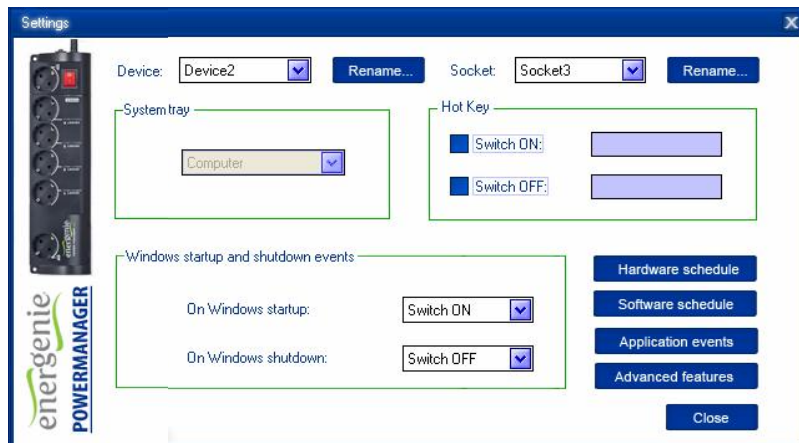 Settings X
Device: Device2 Rename... Socket: Socket3 Rename...
System tray
Computer
Hot Key
Switch ON:
Switch OFF:
Windows startup and shutdown events
On Windows startup: Switch ON
On Windows shutdown: Switch OFF
Hardware schedule
Software schedule
Application events
Advanced features
Close
energenie
POWERMANAGER
energenie